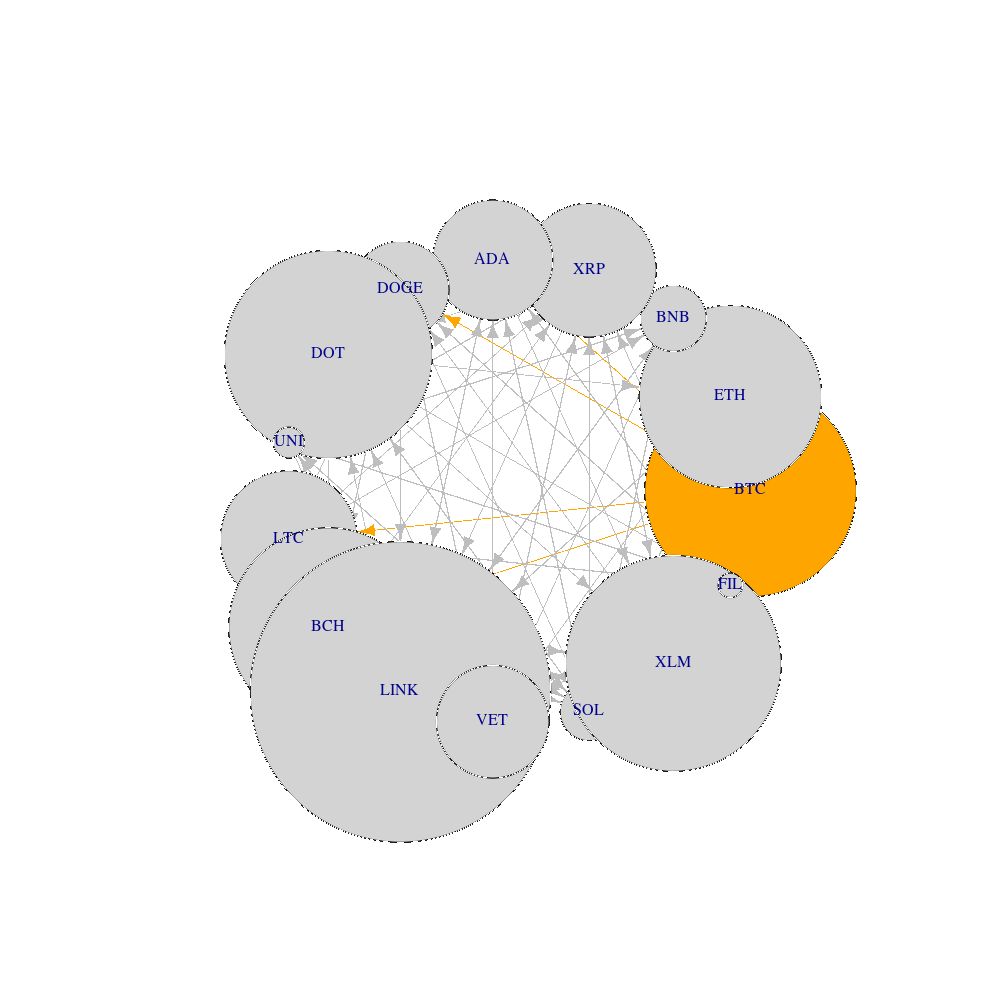 ADA
XRP
DOGE
BNB
DOT
ETH
UNI
BTC
LTC
FIL
BCH
XLM
LINK
SOL
VET